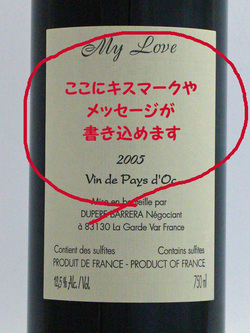 My Love
ここにキスマークや
メッセージが
書き込めます
2005
Vin de Pays d'Oc
Mise en bouteille par
DUPERE BARRERA Négociant
à 83130 La Garde Var France
Contient des sulfites Contains sulfites
PRODUIT DE FRANCE - PRODUCT OF FRANCE
Alc./Vol. 750 ml